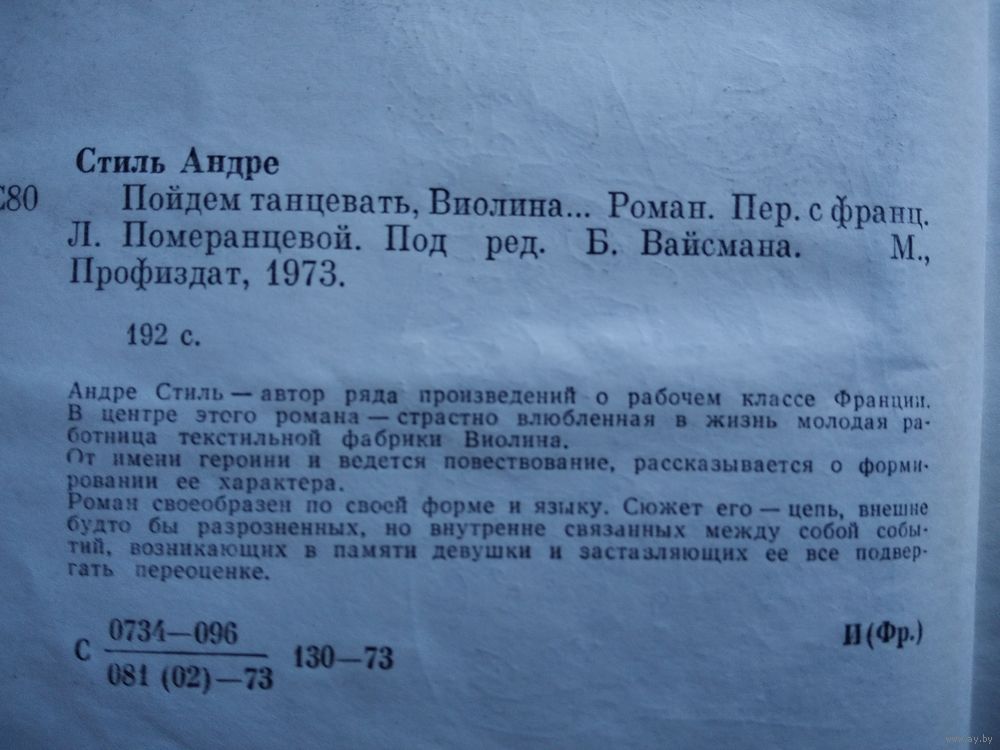 Стиль Андре
С80 Пойдем танцевать, Виолина... Роман. Пер. с франц.
Л. Померанцевой. Под ред. Б. Вайсмана. М.,
Профиздат, 1973.
192 с.
Андре Стиль — автор ряда произведений о рабочем классе Франции.
В центре этого романа — страстно влюбленная в жизнь молодая ра-
ботница текстильной фабрики Виолина.
От имени героини и ведется повествование, рассказывается о форми-
ровании ее характера.
Роман своеобразен по своей форме и языку. Сюжет его — цепь, внешне
будто бы разрозненных, но внутренне связанных между собой собы-
тий, возникающих в памяти девушки и заставляющих ее все подвер-
гать переоценке.
С 0734—096
081 (02)—73 130—73
И(Фр.)
www.ay.by